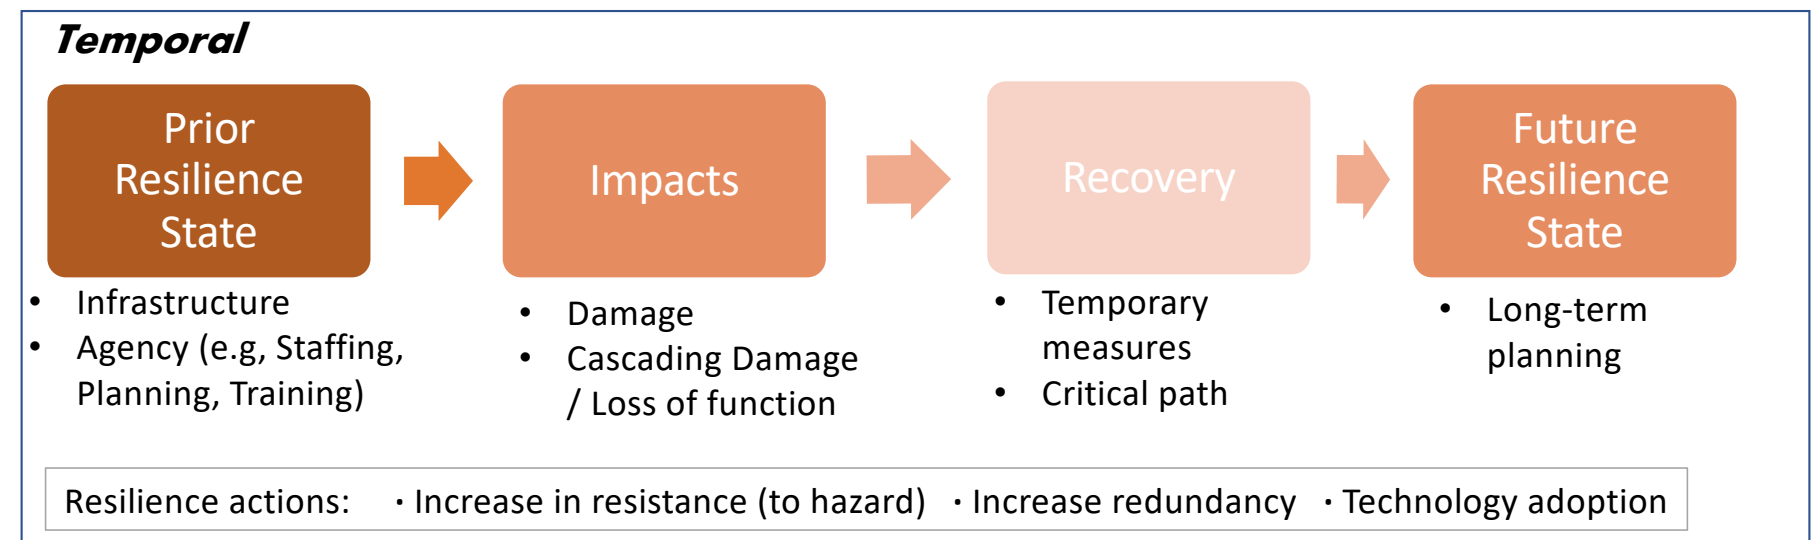 Temporal
Prior
Resilience
State
Impacts
Recovery
Future
Resilience
State
• Infrastructure
• Agency (e.g, Staffing,
Planning, Training)
• Damage
• Cascading Damage
/ Loss of function
• Temporary
measures
• Critical path
• Long-term
planning
Resilience actions: · Increase in resistance (to hazard) · Increase redundancy · Technology adoption